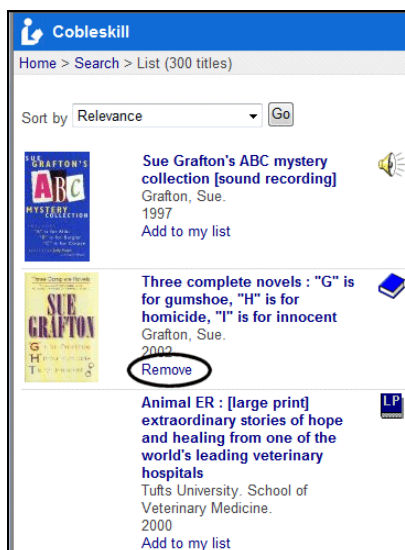 Cobleskill
Home > Search > List (300 titles)
Sort by Relevance Go
SUE
GRAFTON'S
ABC
MYSTERY
COLLECTION
Sue Grafton's ABC mystery
collection [sound recording]
Grafton, Sue.
1997
Add to my list
Three Complete Novels
SUE
GRAFTON
Three complete novels : "G" is
for gumshoe, "H" is for
homicide, "I" is for innocent
Grafton, Sue.
2002
Remove
Animal ER : [large print]
extraordinary stories of hope
and healing from one of the
world's leading veterinary
hospitals
Tufts University. School of
Veterinary Medicine.
2000
Add to my list
LP